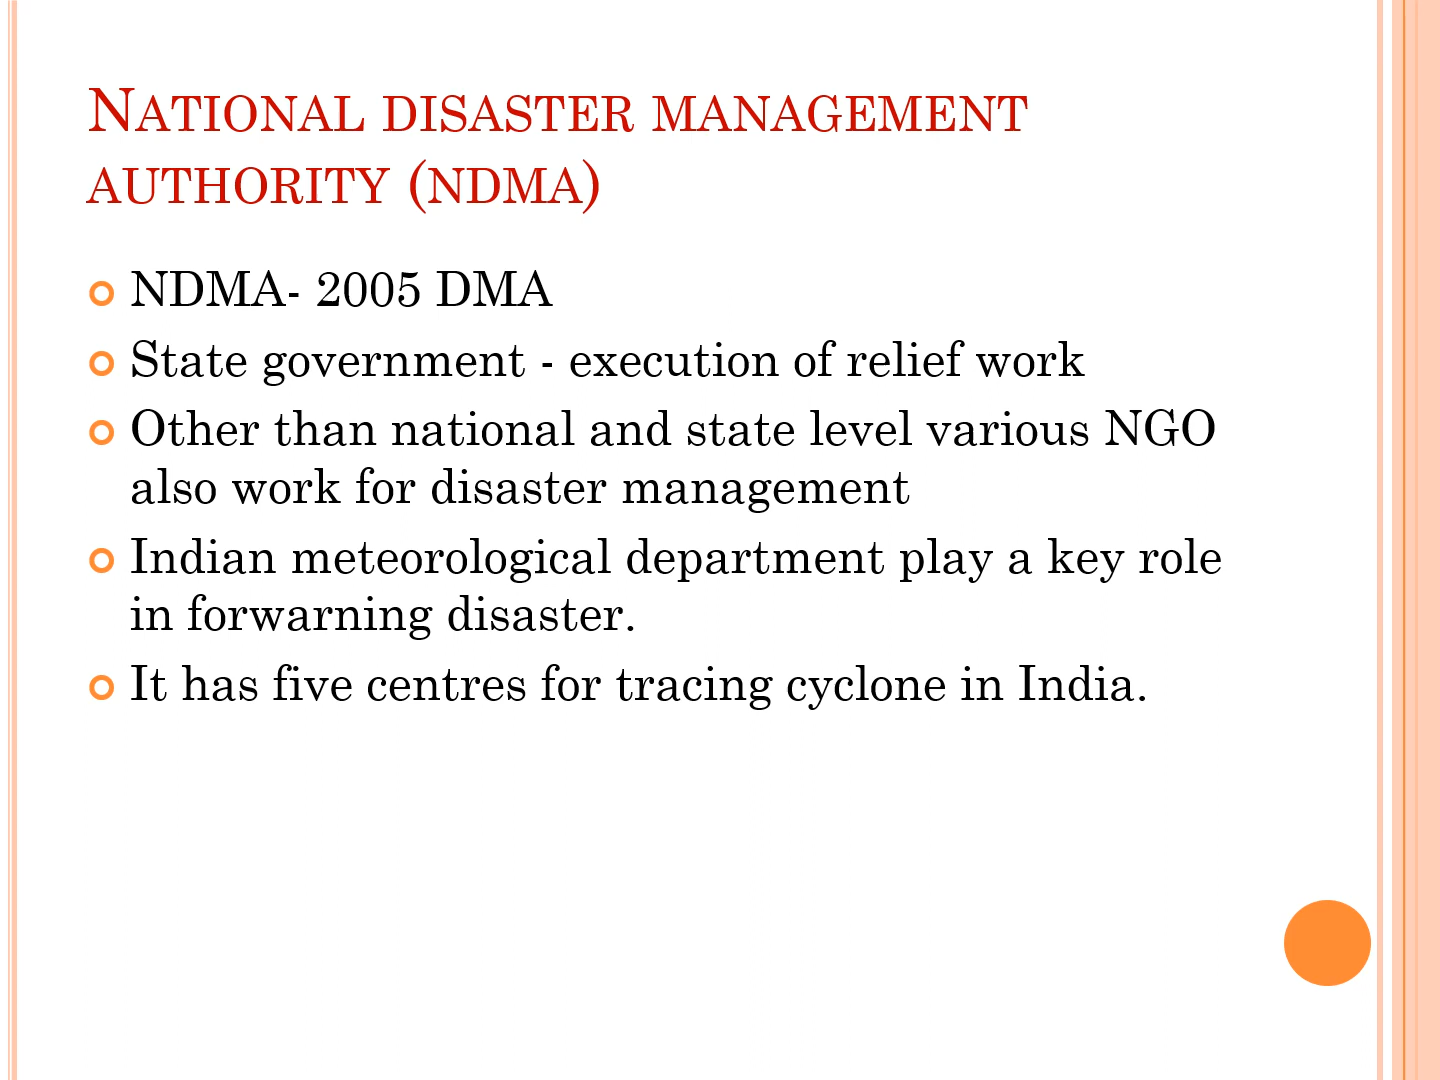 NATIONAL DISASTER MANAGEMENT
AUTHORITY (NDMA)
NDMA- 2005 DMA
State government - execution of relief work
Other than national and state level various NGO
also work for disaster management
Indian meteorological department play a key role
in forwarning disaster.
It has five centres for tracing cyclone in India.